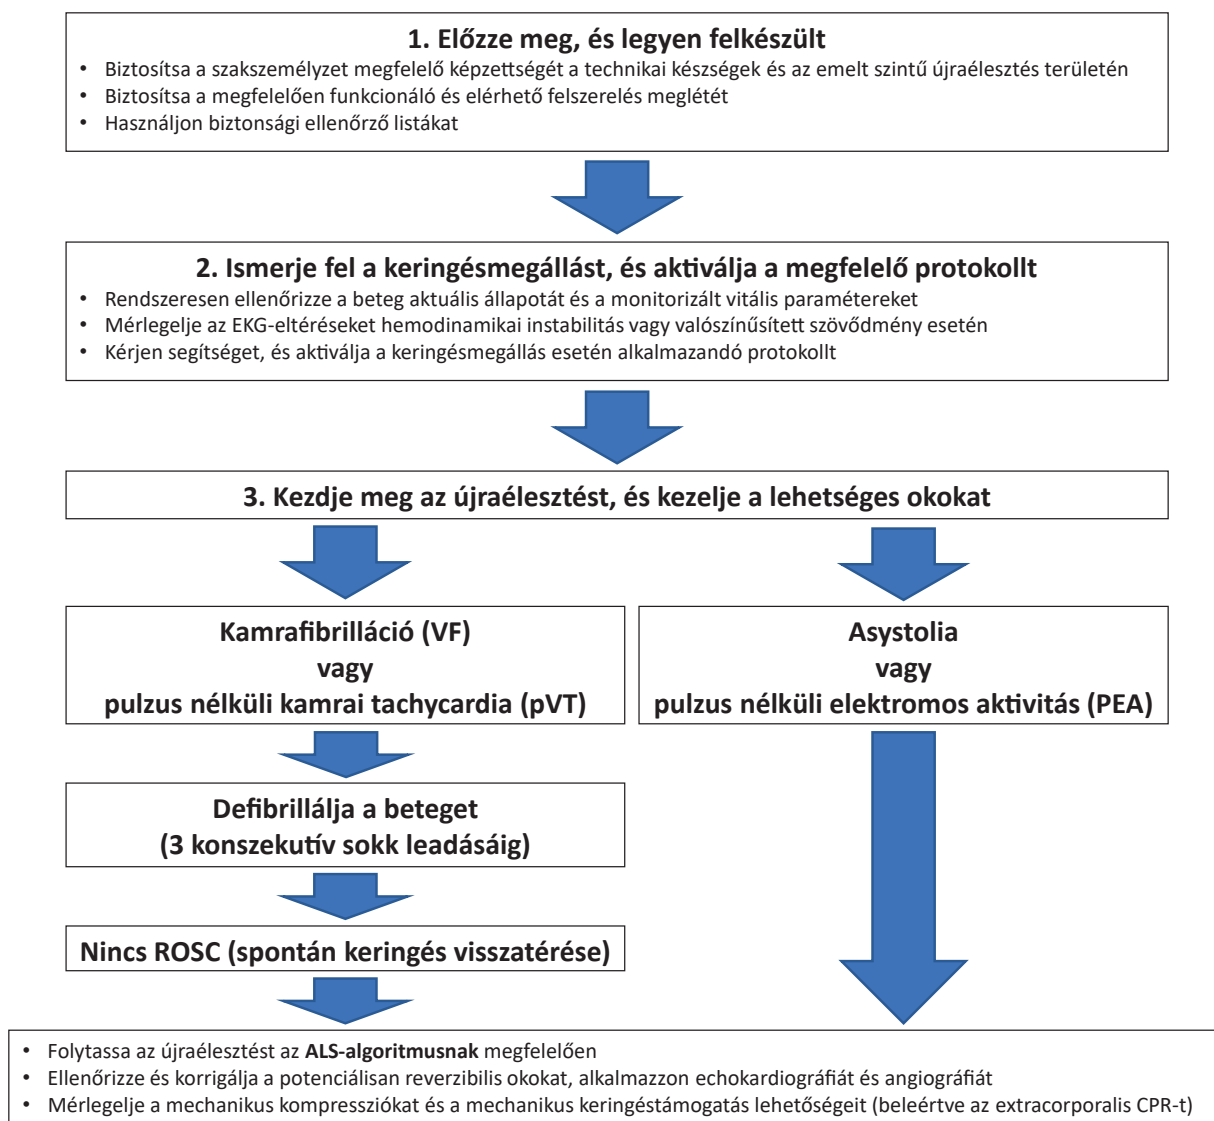 1. Előzze meg, és legyen felkészült
• Biztosítsa a szakszemélyzet megfelelő képzettségét a technikai készségek és az emelt szintű újraélesztés területén
• Biztosítsa a megfelelően funkcionáló és elérhető felszerelés meglétét
• Használjon biztonsági ellenőrző listákat
2. Ismerje fel a keringésmegállást, és aktiválja a megfelelő protokollt
• Rendszeresen ellenőrizze a beteg aktuális állapotát és a monitorizált vitális paramétereket
• Mérlegelje az EKG-eltéréseket hemodinamikai instabilitás vagy valószínűsített szövődmény esetén
• Kérjen segítséget, és aktiválja a keringésmegállás esetén alkalmazandó protokollt
3. Kezdje meg az újraélesztést, és kezelje a lehetséges okokat
Kamrafibrilláció (VF)
vagy
pulzus nélküli kamrai tachycardia (pVT)
Asystolia
vagy
pulzus nélküli elektromos aktivitás (PEA)
Defibrillálja a beteget
(3 konszekutív sokk leadásáig)
Nincs ROSC (spontán keringés visszatérése)
• Folytassa az újraélesztést az ALS-algoritmusnak megfelelően
• Ellenőrizze és korrigálja a potenciálisan reverzibilis okokat, alkalmazzon echokardiográfiát és angiográfiát
• Mérlegelje a mechanikus kompressziókat és a mechanikus keringéstámogatás lehetőségeit (beleértve az extracorporalis CPR-t)